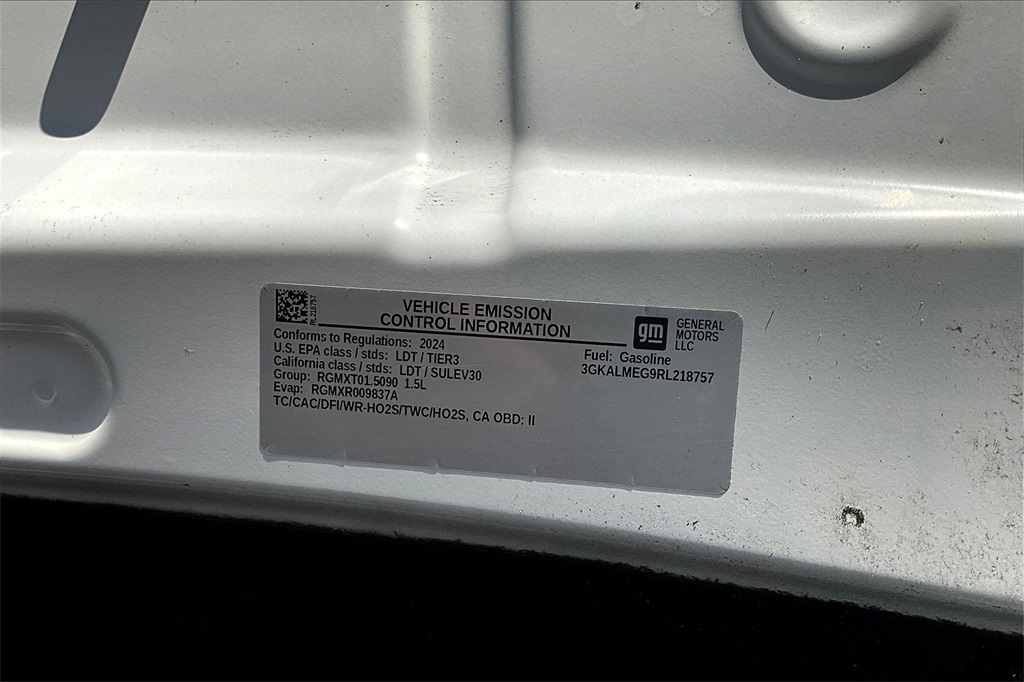 RL218757
VEHICLE EMISSION
CONTROL INFORMATION
gm
GENERAL
MOTORS
LLC
Conforms to Regulations: 2024
U.S. EPA class / stds: LDT / TIER3
California class / stds: LDT / SULEV30
Group: RGMXT01.5090 1.5L
Evap: RGMXR009837A
TC/CAC/DFI/WR-HO2S/TWC/HO2S, CA OBD: II
Fuel: Gasoline
3GKALMEG9RL218757